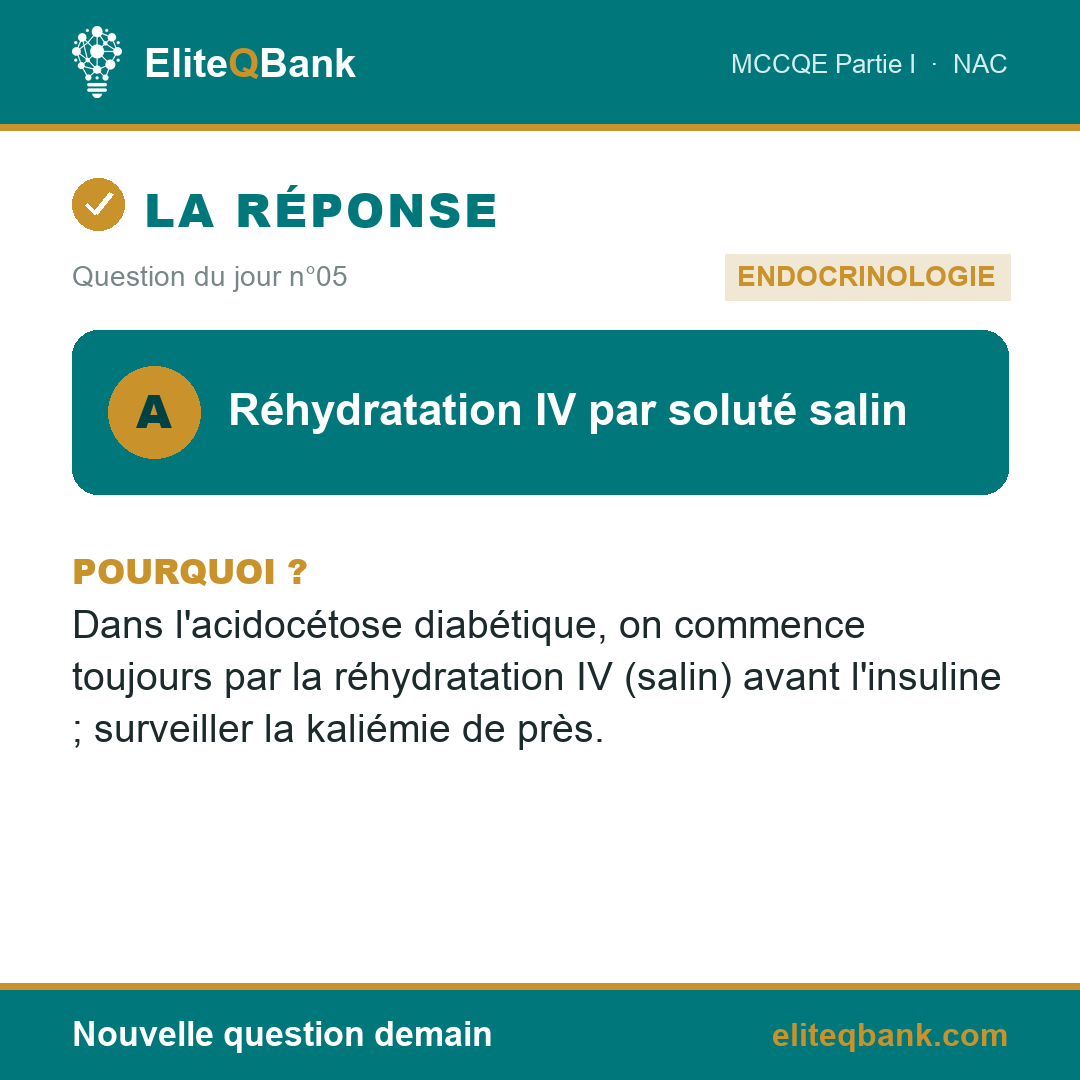 EliteQBank
MCCQE Partie I · NAC
LA RÉPONSE
Question du jour n°05
ENDOCRINOLOGIE
A
Réhydratation IV par soluté salin
POURQUOI ?
Dans l'acidocétose diabétique, on commence
toujours par la réhydratation IV (salin) avant l'insuline
; surveiller la kaliémie de près.
Nouvelle question demain
eliteqbank.com